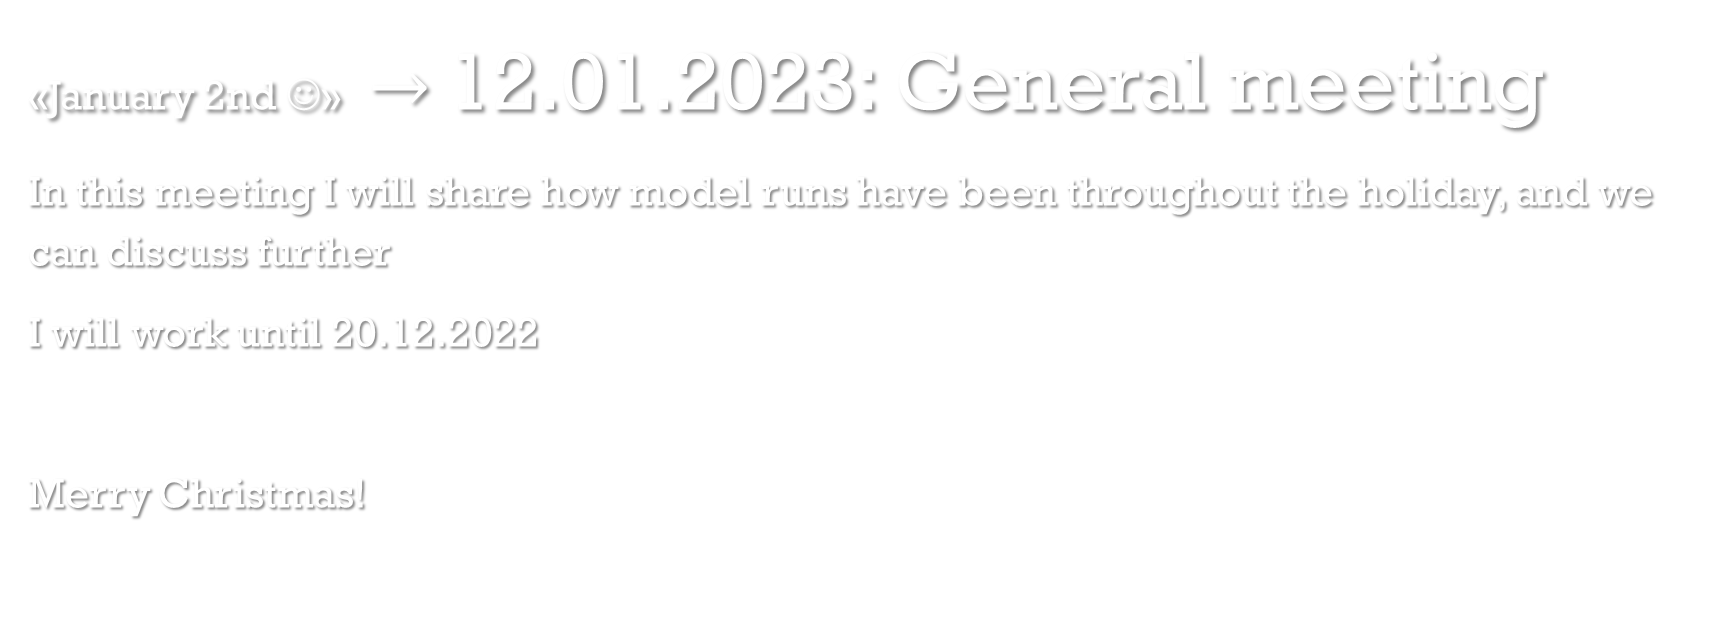 «January 2nd ☺» → 12.01.2023: General meeting
In this meeting I will share how model runs have been throughout the holiday, and we
can discuss further
I will work until 20.12.2022
Merry Christmas!